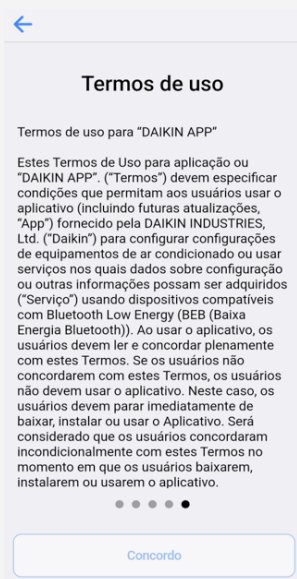 Termos de uso
Termos de uso para “DAIKIN APP”
Estes Termos de Uso para aplicação ou
“DAIKIN APP”. (“Termos”) devem especificar
condições que permitam aos usuários usar o
aplicativo (incluindo futuras atualizações,
“App”) fornecido pela DAIKIN INDUSTRIES,
Ltd. (“Daikin”) para configurar configurações
de equipamentos de ar condicionado ou usar
serviços nos quais dados sobre configuração
ou outras informações possam ser adquiridos
(“Serviço”) usando dispositivos compatíveis
com Bluetooth Low Energy (BEB (Baixa
Energia Bluetooth)). Ao usar o aplicativo, os
usuários devem ler e concordar plenamente
com estes Termos. Se os usuários não
concordarem com estes Termos, os usuários
não devem usar o aplicativo. Neste caso, os
usuários devem parar imediatamente de
baixar, instalar ou usar o Aplicativo. Será
considerado que os usuários concordaram
incondicionalmente com estes Termos no
momento em que os usuários baixarem,
instalarem ou usarem o aplicativo.
Concordo